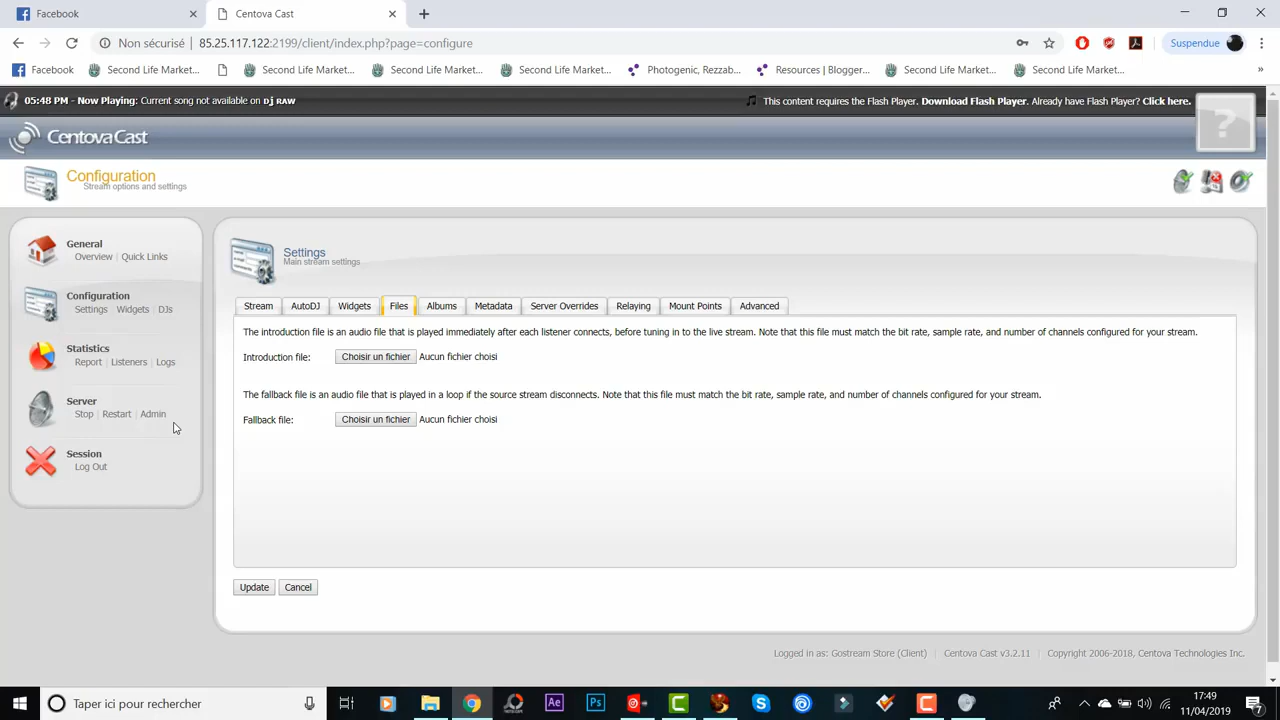 Facebook
Centova Cast
Non sécurisé
85.25.117.122:2199/client/index.php?page=configure
Suspendue
Facebook
Second Life Market...
Second Life Market...
Second Life Market...
Second Life Market...
Photogenic, Rezzab...
Resources | Blogger...
Second Life Market...
Second Life Market...
»
05:48 PM - Now Playing: Current song not available on Dj RAW
This content requires the Flash Player. Download Flash Player. Already have Flash Player? Click here.
CentovaCast
?
Configuration
Stream options and settings
General
Overview | Quick Links
Configuration
Settings | Widgets | DJs
Statistics
Report | Listeners | Logs
Server
Stop | Restart | Admin
Session
Log Out
Settings
Main stream settings
Stream
AutoDJ
Widgets
Files
Albums
Metadata
Server Overrides
Relaying
Mount Points
Advanced
The introduction file is an audio file that is played immediately after each listener connects, before tuning in to the live stream. Note that this file must match the bit rate, sample rate, and number of channels configured for your stream.
Introduction file:
Choisir un fichier
Aucun fichier choisi
The fallback file is an audio file that is played in a loop if the source stream disconnects. Note that this file must match the bit rate, sample rate, and number of channels configured for your stream.
Fallback file:
Choisir un fichier
Aucun fichier choisi
Update
Cancel
Logged in as: Gostream Store (Client) | Centova Cast v3.2.11 | Copyright 2006-2018, Centova Technologies Inc.
Taper ici pour rechercher
Ae
Ps
17:49
11/04/2019
7